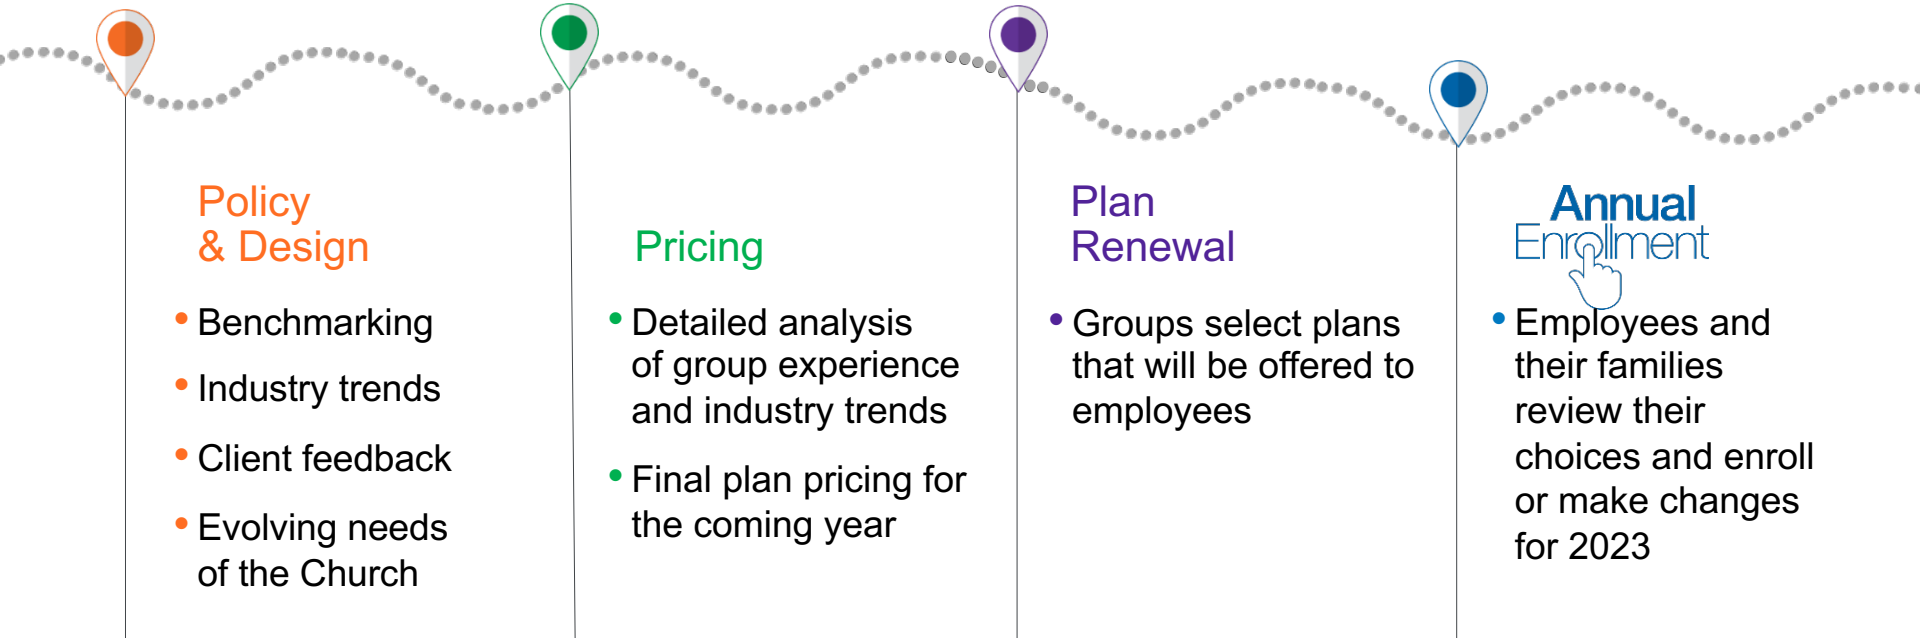 Policy
& Design
• Benchmarking
• Industry trends
• Client feedback
• Evolving needs
of the Church
Pricing
• Detailed analysis
of group experience
and industry trends
• Final plan pricing for
the coming year
Plan
Renewal
• Groups select plans
that will be offered to
employees
Annual
Enrollment
• Employees and
their families
review their
choices and enroll
or make changes
for 2023